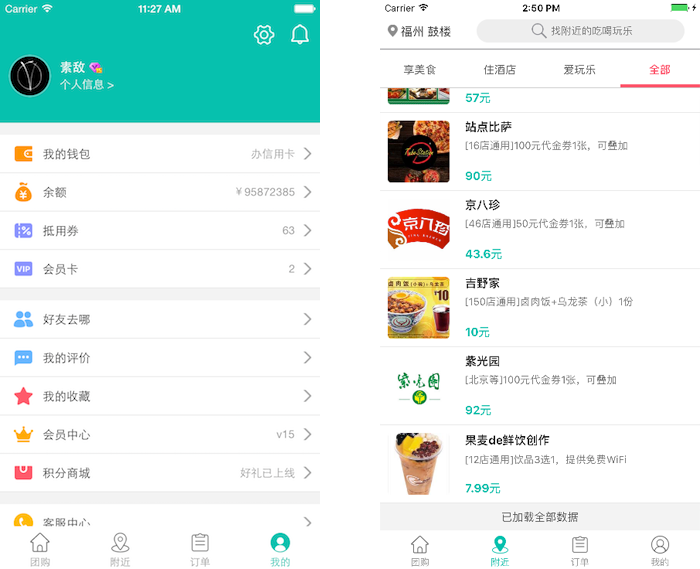 Carrier
11:27 AM
素敌
个人信息 >
我的钱包
办信用卡
余额
¥95872385
抵用券
63
VIP
会员卡
2
好友去哪
我的评价
我的收藏
会员中心
v15
积分商城
好礼已上线
客服中心
团购
附近
订单
我的
Carrier
2:50 PM
福州 鼓楼
找附近的吃喝玩乐
享美食
住酒店
爱玩乐
全部
57元
站点比萨
[16店通用]100元代金券1张，可叠加
90元
京八珍
京八珍
[46店通用]50元代金券1张，可叠加
43.6元
¥10
吉野家
[150店通用]卤肉饭+乌龙茶（小）1份
10元
紫光园
紫光园
[北京等]100元代金券1张，可叠加
92元
果麦de鲜饮创作
[12店通用]饮品3选1，提供免费WiFi
7.99元
已加载全部数据
团购
附近
订单
我的